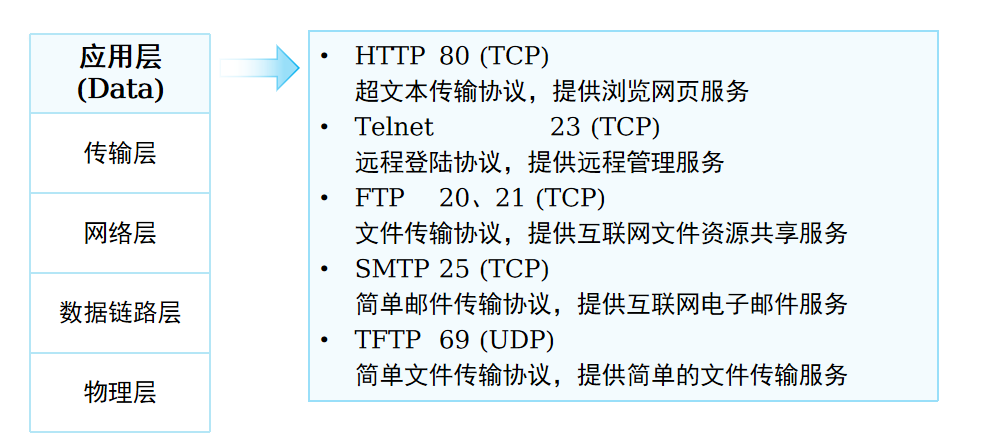 应用层
(Data)
传输层
网络层
数据链路层
物理层
• HTTP 80 (TCP)
超文本传输协议，提供浏览网页服务
• Telnet 23 (TCP)
远程登陆协议，提供远程管理服务
• FTP 20、21 (TCP)
文件传输协议，提供互联网文件资源共享服务
• SMTP 25 (TCP)
简单邮件传输协议，提供互联网电子邮件服务
• TFTP 69 (UDP)
简单文件传输协议，提供简单的文件传输服务